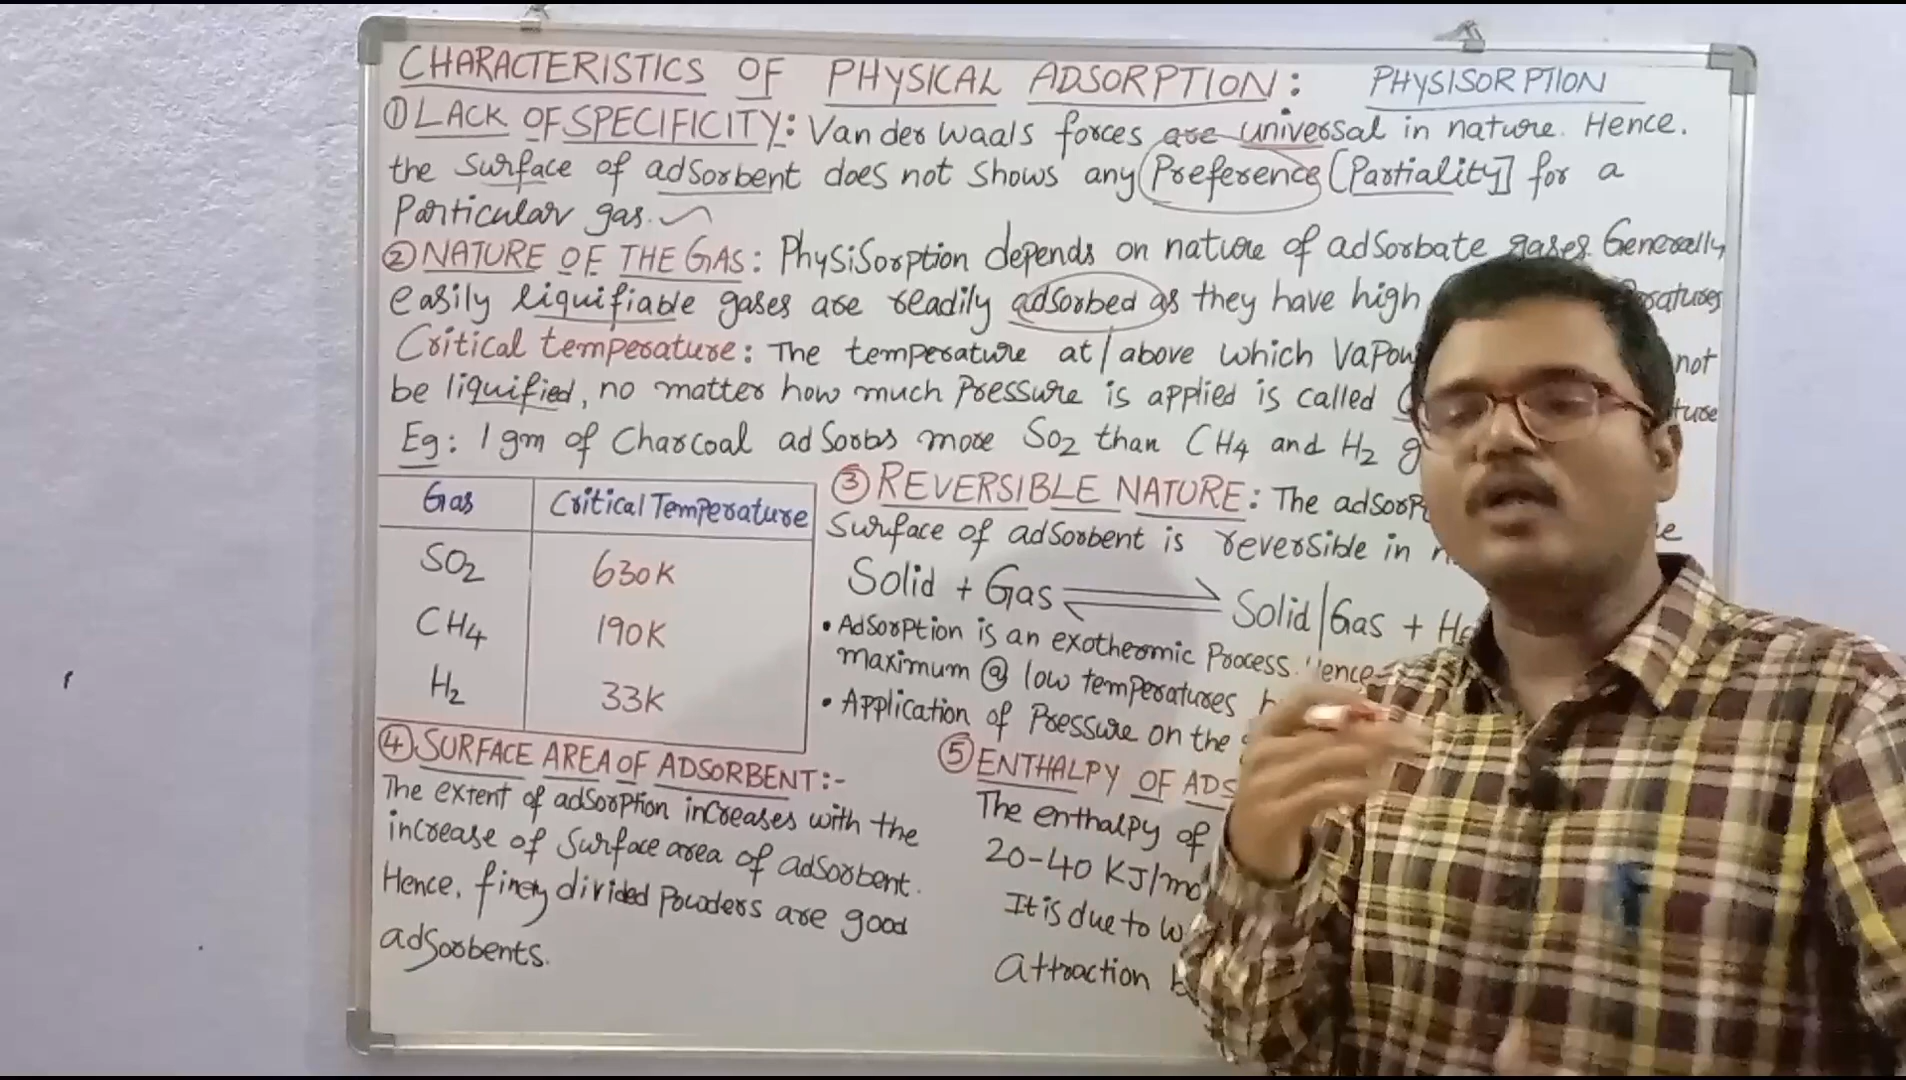 CHARACTERISTICS OF PHYSICAL ADSORPTION: PHYSISORPTION
① LACK OF SPECIFICITY: Van der Waals forces are universal in nature. Hence.
the Surface of adsorbent does not Shows any Preference [Partiality] for a
Particular gas.
② NATURE OF THE GAS: PhysiSorption depends on nature of adSorbate gases. Generally
easily liquifiable gases are readily adsorbed as they have high
Critical temperature: The temperature at/above which not
be liquified, no matter how much Pressure is applied is called
Eg: 1 gm of Charcoal adSorbs more SO2 than CH4 and H2
Gas Critical Temperature
SO2 630K
CH4 190K
H2 33K
③ REVERSIBLE NATURE: The
Surface of adSorbent is reversible in
Solid + Gas ⇌ Solid|Gas +
• AdSorption is an exothermic Process.
maximum @ low temperatures
• Application of Pressure on the
④ SURFACE AREA OF ADSORBENT:-
The extent of adSorption increases with the
increase of Surface area of adSorbent.
Hence, finely divided Powders are good
adSorbents.
⑤ ENTHALPY OF
The enthalpy of
20-40
It is due to
Attraction